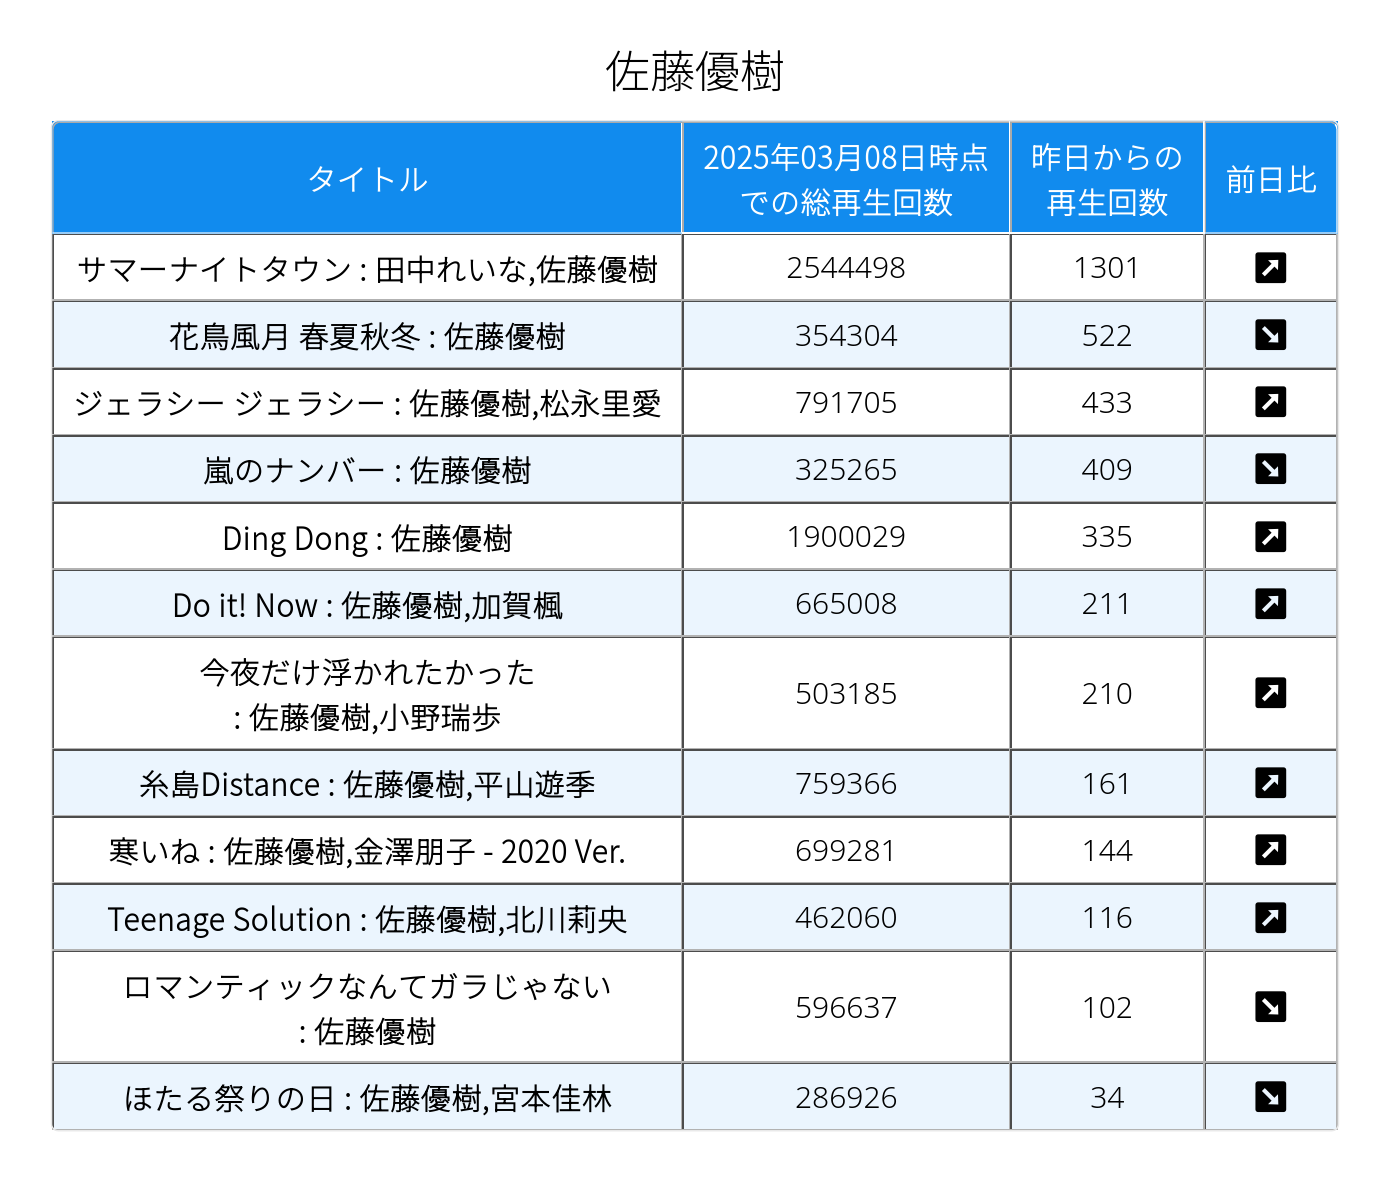 佐藤優樹
タイトル
2025年03月08日時点
での総再生回数
昨日からの
再生回数
前日比
サマーナイトタウン : 田中れいな,佐藤優樹 2544498 1301 ↗
花鳥風月 春夏秋冬 : 佐藤優樹 354304 522 ↘
ジェラシー ジェラシー : 佐藤優樹,松永里愛 791705 433 ↗
嵐のナンバー : 佐藤優樹 325265 409 ↘
Ding Dong : 佐藤優樹 1900029 335 ↗
Do it! Now : 佐藤優樹,加賀楓 665008 211 ↗
今夜だけ浮かれたかった
: 佐藤優樹,小野瑞歩 503185 210 ↗
糸島Distance : 佐藤優樹,平山遊季 759366 161 ↗
寒いね : 佐藤優樹,金澤朋子 - 2020 Ver. 699281 144 ↗
Teenage Solution : 佐藤優樹,北川莉央 462060 116 ↗
ロマンティックなんてガラじゃない
: 佐藤優樹 596637 102 ↘
ほたる祭りの日 : 佐藤優樹,宮本佳林 286926 34 ↘